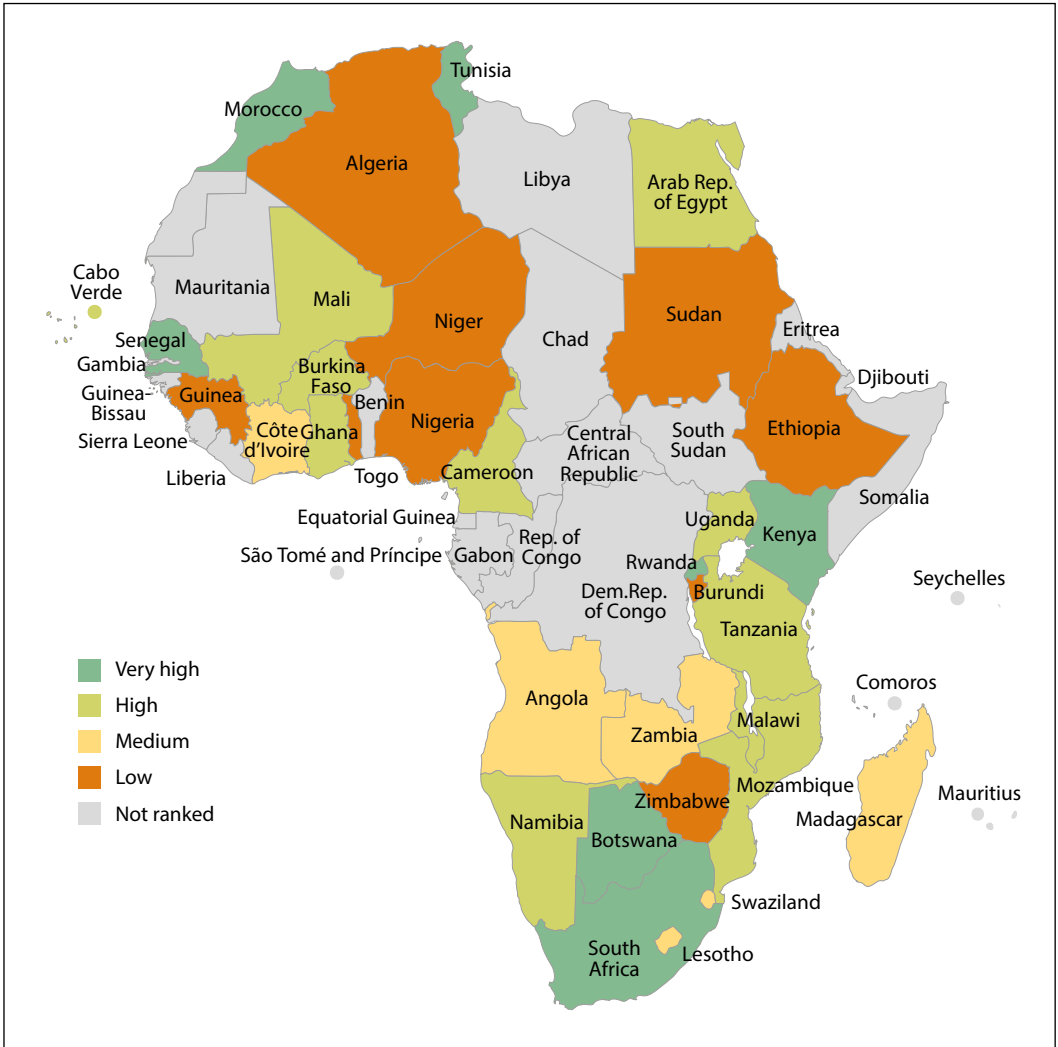 Tunisia
Morocco
Algeria
Libya
Arab Rep.
of Egypt
Cabo
Verde
Mauritania
Mali
Niger
Chad
Sudan
Eritrea
Senegal
Gambia
Guinea-
Bissau
Guinea
Burkina
Faso
Benin
Nigeria
Djibouti
Sierra Leone
Côte
d'Ivoire
Ghana
Central
African
Republic
South
Sudan
Ethiopia
Liberia
Togo
Cameroon
Somalia
Equatorial Guinea
Uganda
Kenya
São Tomé and Príncipe
Gabon
Rep. of
Congo
Rwanda
Dem.Rep.
of Congo
Burundi
Seychelles
Tanzania
Very high
High
Medium
Low
Not ranked
Angola
Zambia
Malawi
Comoros
Mozambique
Zimbabwe
Mauritius
Madagascar
Namibia
Botswana
Swaziland
South
Africa
Lesotho